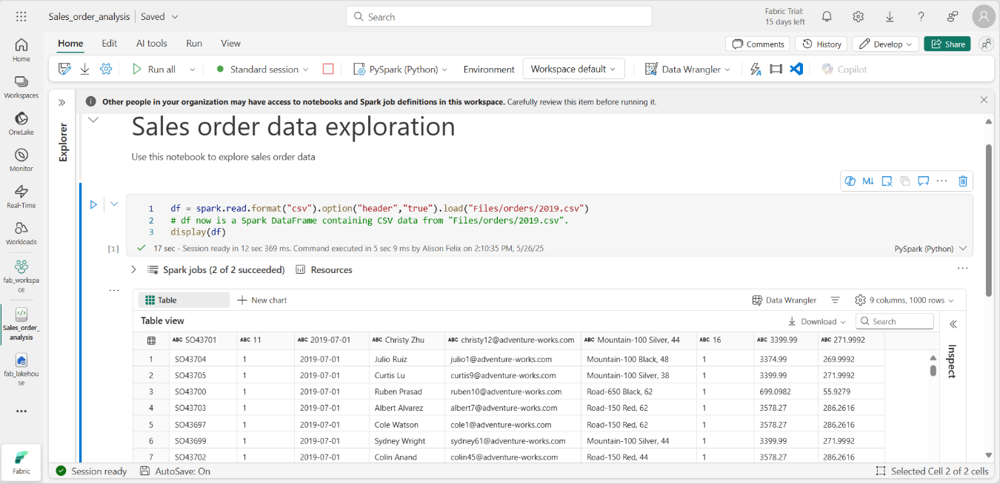 Sales_order_analysis Saved
Search
Fabric Trial:
15 days left
Home Edit AI tools Run View
Comments History Develop Share
Run all Standard session PySpark (Python) Environment Workspace default Data Wrangler Copilot
Home
Workspaces
OneLake
Monitor
Real-Time
Workloads
fab_workspa
ce
Sales_order_
analysis
fab_lakehou
se
Fabric
Explorer
Other people in your organization may have access to notebooks and Spark job definitions in this workspace. Carefully review this item before running it.
Sales order data exploration
Use this notebook to explore sales order data
M↓
1 df = spark.read.format("csv").option("header","true").load("Files/orders/2019.csv")
2 # df now is a Spark DataFrame containing CSV data from "Files/orders/2019.csv".
3 display(df)
[1] 17 sec - Session ready in 12 sec 369 ms. Command executed in 5 sec 9 ms by Alison Felix on 2:10:35 PM, 5/26/25 PySpark (Python)
Spark jobs (2 of 2 succeeded) Resources
Table New chart Data Wrangler 9 columns, 1000 rows
Table view Download Search
ABC SO43701 ABC 11 ABC 2019-07-01 ABC Christy Zhu ABC christy12@adventure-works.com ABC Mountain-100 Silver, 44 ABC 16 ABC 3399.99 ABC 271.9992
1 SO43704 1 2019-07-01 Julio Ruiz julio1@adventure-works.com Mountain-100 Black, 48 1 3374.99 269.9992
2 SO43705 1 2019-07-01 Curtis Lu curtis9@adventure-works.com Mountain-100 Silver, 38 1 3399.99 271.9992
3 SO43700 1 2019-07-01 Ruben Prasad ruben10@adventure-works.com Road-650 Black, 62 1 699.0982 55.9279
4 SO43703 1 2019-07-01 Albert Alvarez albert7@adventure-works.com Road-150 Red, 62 1 3578.27 286.2616
5 SO43697 1 2019-07-01 Cole Watson cole1@adventure-works.com Road-150 Red, 62 1 3578.27 286.2616
6 SO43699 1 2019-07-01 Sydney Wright sydney61@adventure-works.com Mountain-100 Silver, 44 1 3399.99 271.9992
7 SO43702 1 2019-07-01 Colin Anand colin45@adventure-works.com Road-150 Red, 44 1 3578.27 286.2616
Inspect
Session ready AutoSave: On Selected Cell 2 of 2 cells